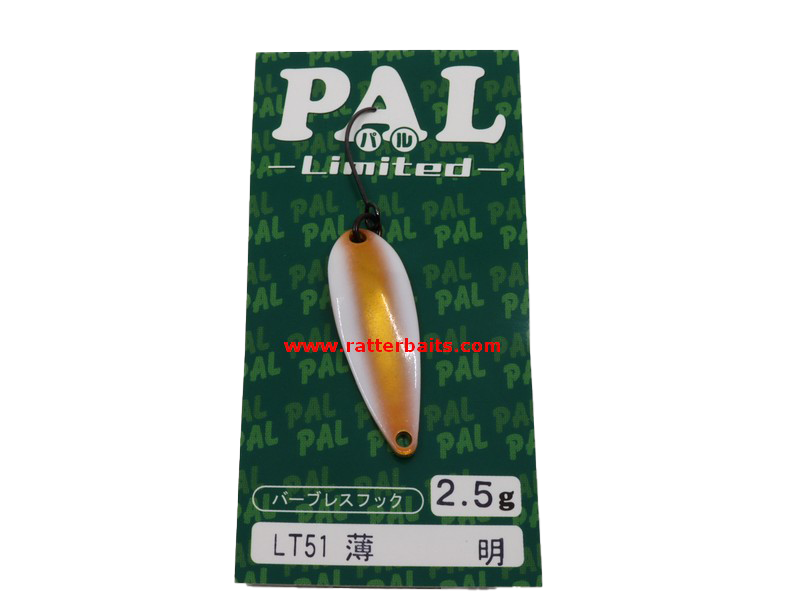 PAL
パル
Limited
www.ratterbaits.com
バーブレスフック
2.5g
LT51 薄 明